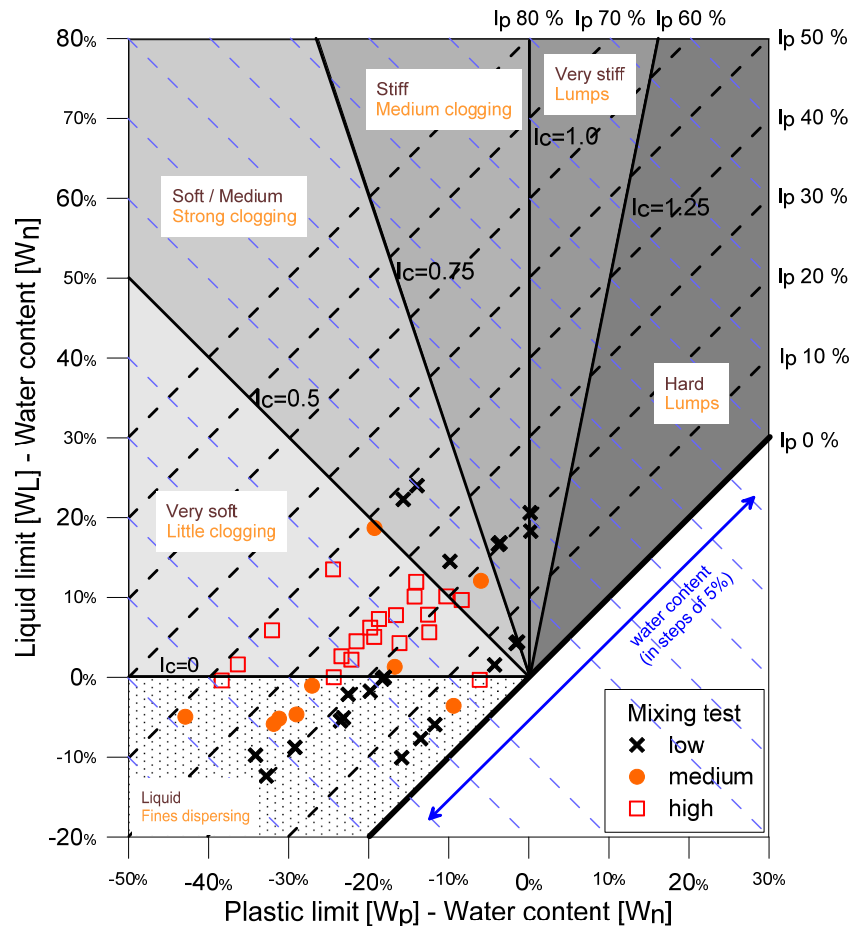 Ip 80 % Ip 70 % Ip 60 %
80%
70%
60%
50%
40%
30%
20%
10%
0%
-10%
-20%
Liquid limit [WL] - Water content [Wn]
Ip 50 %
Ip 40 %
Ip 30 %
Ip 20 %
Ip 10 %
Ip 0 %
Stiff
Medium clogging
Very stiff
Lumps
Ic=1.0
Soft / Medium
Strong clogging
Ic=1.25
Ic=0.75
Hard
Lumps
Ic=0.5
Very soft
Little clogging
Ic=0
water content
(in steps of 5%)
Liquid
Fines dispersing
Mixing test
low
medium
high
-50% -40% -30% -20% -10% 0% 10% 20% 30%
Plastic limit [Wp] - Water content [Wn]